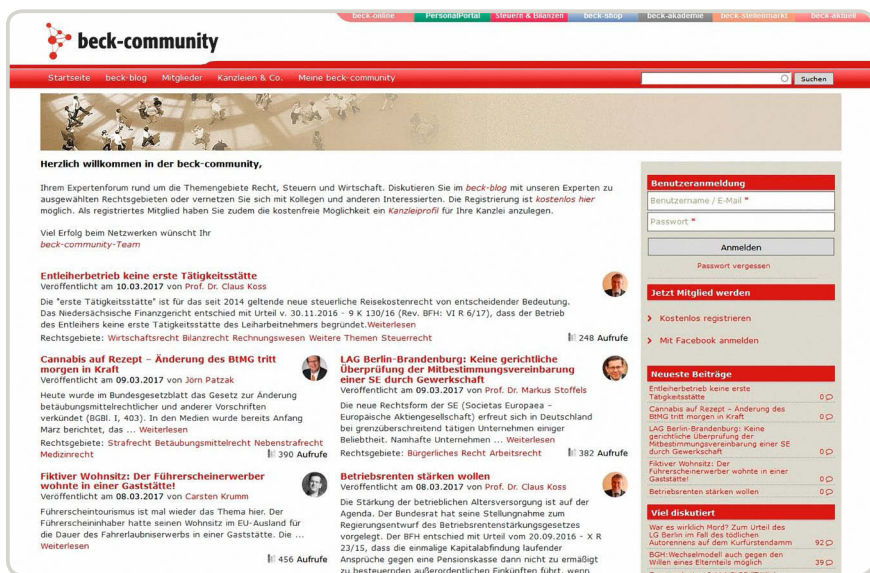 beck-online
PersonalPortal
Steuern & Bilanzen
beck-shop
beck-akademie
beck-stellenmarkt
beck-aktuell
beck-community
Startseite beck-blog Mitglieder Kanzleien & Co. Meine beck-community
Suchen
Herzlich willkommen in der beck-community,
Ihrem Expertenforum rund um die Themengebiete Recht, Steuern und Wirtschaft. Diskutieren Sie im beck-blog mit unseren Experten zu
ausgewählten Rechtsgebieten oder vernetzen Sie sich mit Kollegen und anderen Interessierten. Die Registrierung ist kostenlos hier
moglich. Als registriertes Mitglied haben Sie zudem die kostenfreie Möglichkeit ein Kanzleiprofil für Ihre Kanzlei anzulegen.
Viel Erfolg beim Netzwerken wünscht Ihr
beck-community-Team
Entleiherbetrieb keine erste Tätigkeitsstätte
Veröffentlicht am 10.03.2017 von Prof. Dr. Claus Koss
Die "erste Tätigkeitsstätte" ist für das seit 2014 geltende neue steuerliche Reisekostenrecht von entscheidender Bedeutung.
Das Niedersächsische Finanzgericht entschied mit Urteil v. 30.11.2016 - 9 K 130/16 (Rev. BFH: VI R 6/17), dass der Betrieb
des Entleihers keine erste Tätigkeitsstätte des Leiharbeitnehmers begründet.Weiterlesen
Rechtsgebiete: Wirtschaftsrecht Bilanzrecht Rechnungswesen Weitere Themen Steuerrecht
248 Aufrufe
Cannabis auf Rezept – Änderung des BtMG tritt
morgen in Kraft
Veröffentlicht am 09.03.2017 von Jörn Patzak
Heute wurde im Bundesgesetzblatt das Gesetz zur Änderung
betäubungsmittelrechtlicher und anderer Vorschriften
verkündet (BGBl. I, 403). In den Medien wurde bereits Anfang
März berichtet, das ... Weiterlesen
Rechtsgebiete: Strafrecht Betäubungsmittelrecht Nebenstrafrecht
Medizinrecht
390 Aufrufe
LAG Berlin-Brandenburg: Keine gerichtliche
Überprüfung der Mitbestimmungsvereinbarung
einer SE durch Gewerkschaft
Veröffentlicht am 09.03.2017 von Prof. Dr. Markus Stoffels
Die neue Rechtsform der SE (Societas Europaea –
Europäische Aktiengesellschaft) erfreut sich in Deutschland
bei grenzüberschreitend tätigen Unternehmen einiger
Beliebtheit. Namhafte Unternehmen ... Weiterlesen
Rechtsgebiete: Bürgerliches Recht Arbeitsrecht
382 Aufrufe
Fiktiver Wohnsitz: Der Führerscheinerwerber
wohnte in einer Gaststätte!
Veröffentlicht am 08.03.2017 von Carsten Krumm
Führerscheintourismus ist mal wieder das Thema hier. Der
Führerscheininhaber hatte seinen Wohnsitz im EU-Ausland für
die Dauer des Fahrerlaubniserwerbs in einer Gaststätte. Die ...
Weiterlesen
456 Aufrufe
Betriebsrenten stärken wollen
Veröffentlicht am 08.03.2017 von Prof. Dr. Claus Koss
Die Stärkung der betrieblichen Altersversorgung ist auf der
Agenda. Der Bundesrat hat seine Stellungnahme zum
Regierungsentwurf des Betriebsrentenstärkungsgesetzes
vorgelegt. Der BFH entschied mit Urteil vom 20.09.2016 - X R
23/15, dass die einmalige Kapitalabfindung laufender
Ansprüche gegen eine Pensionskasse dann nicht zu ermäßigt
zu besteuernden außerordentlichen Einkünften führt, wenn
Benutzeranmeldung
Benutzername / E-Mail *
Passwort *
Anmelden
Passwort vergessen
Jetzt Mitglied werden
Kostenlos registrieren
Mit Facebook anmelden
Neueste Beiträge
Entleiherbetrieb keine erste
Tätigkeitsstätte 0
Cannabis auf Rezept – Änderung des
BtMG tritt morgen in Kraft 0
LAG Berlin-Brandenburg: Keine
gerichtliche Überprüfung der
Mitbestimmungsvereinbarung einer SE
durch Gewerkschaft 0
Fiktiver Wohnsitz: Der
Führerscheinerwerber wohnte in einer
Gaststätte! 0
Betriebsrenten stärken wollen 0
Viel diskutiert
War es wirklich Mord? Zum Urteil des
LG Berlin im Fall des tödlichen
Autorennens auf dem Kurfürstendamm 92
BGH:Wechselmodell auch gegen den
Willen eines Elternteils möglich 39